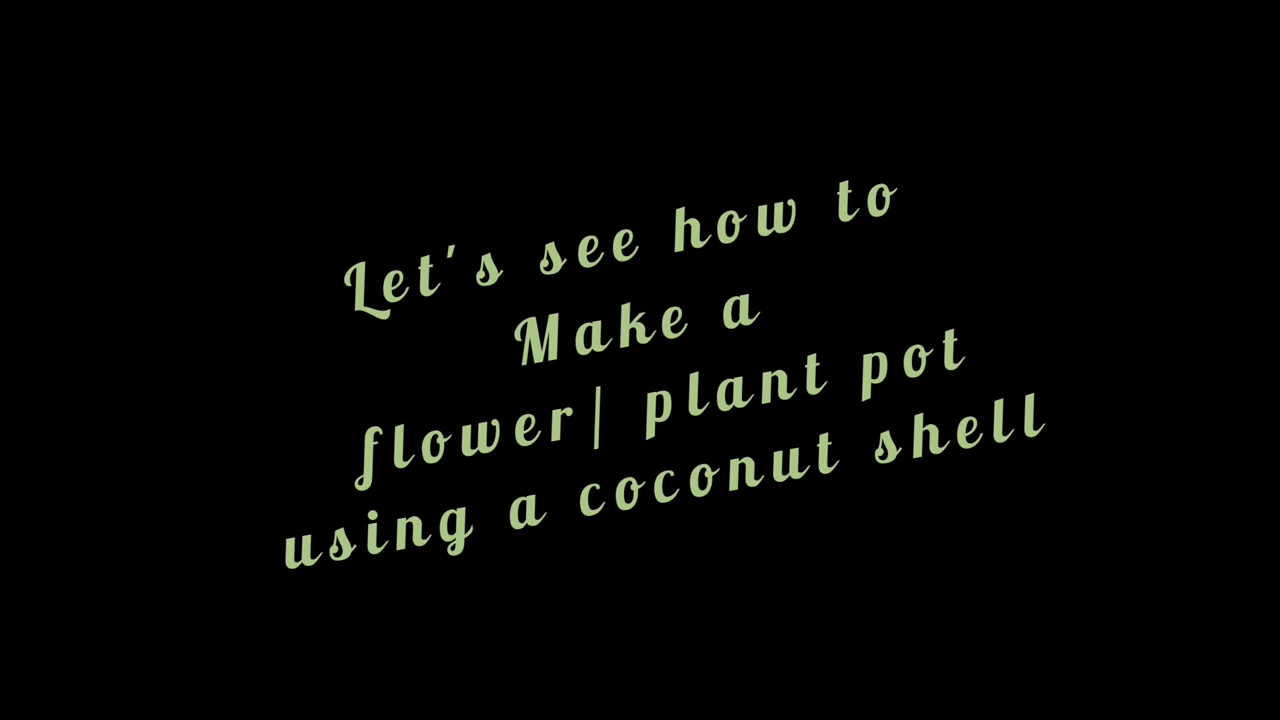 Let's see how to
Make a
flower| plant pot
using a coconut shell